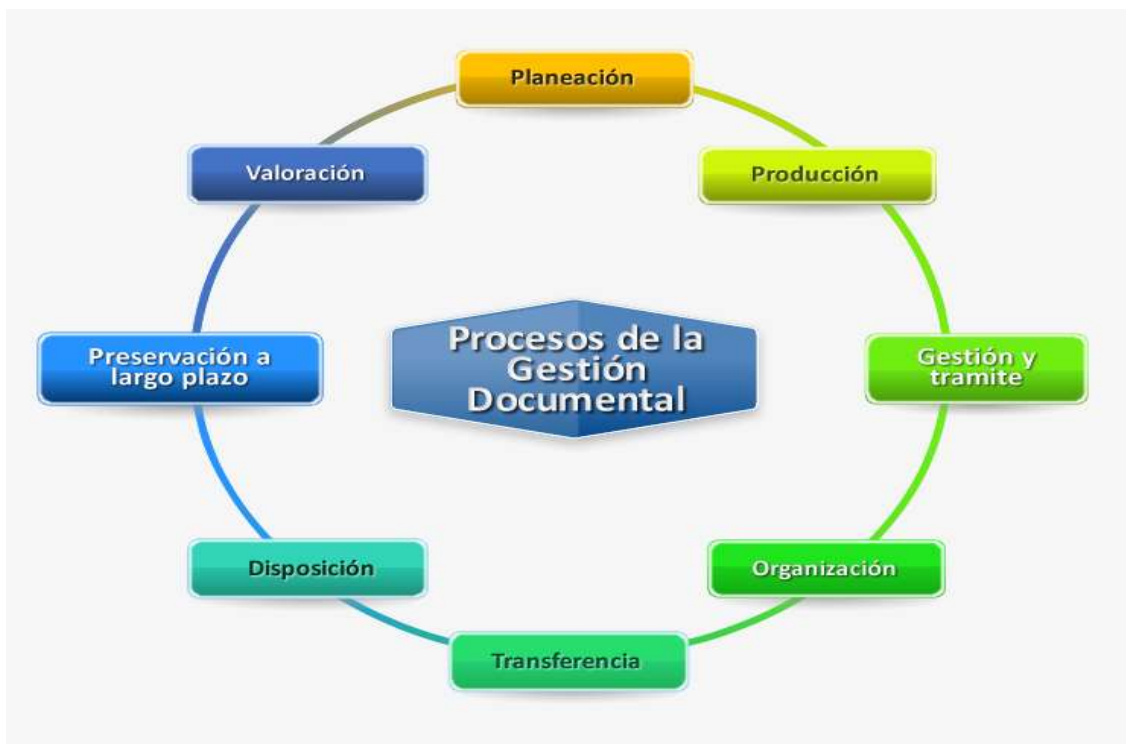 Planeación
Valoración
Producción
Procesos de la
Gestión
Documental
Preservación a
largo plazo
Gestión y
tramite
Disposición
Organización
Transferencia